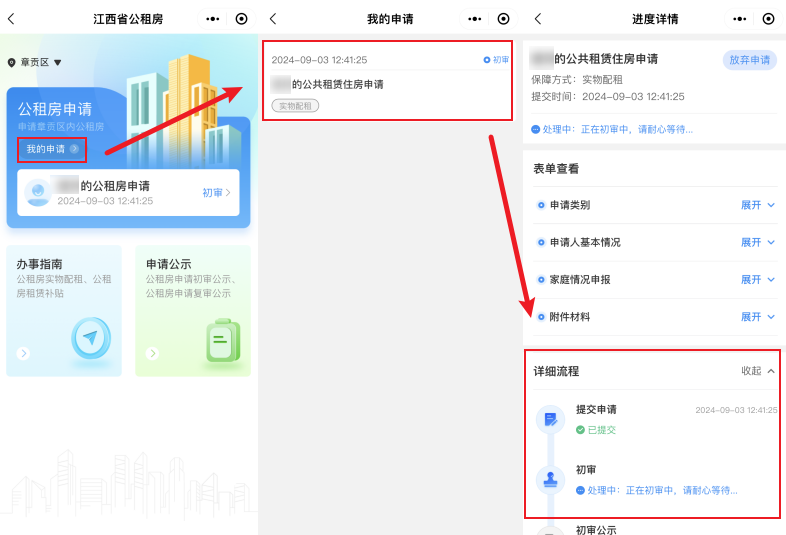 江西省公租房
章贡区
公租房申请
申请章贡区内公租房
我的申请
的公租房申请
2024-09-03 12:41:25
初审
办事指南
公租房实物配租、公租
房租赁补贴
申请公示
公租房申请初审公示、
公租房申请复审公示
我的申请
2024-09-03 12:41:25
初审
的公共租赁住房申请
实物配租
进度详情
的公共租赁住房申请
放弃申请
保障方式：实物配租
提交时间：2024-09-03 12:41:25
处理中：正在初审中，请耐心等待...
表单查看
申请类别
展开
申请人基本情况
展开
家庭情况申报
展开
附件材料
展开
详细流程
收起
提交申请
2024-09-03 12:41:25
已提交
初审
处理中：正在初审中，请耐心等待...
初审公示